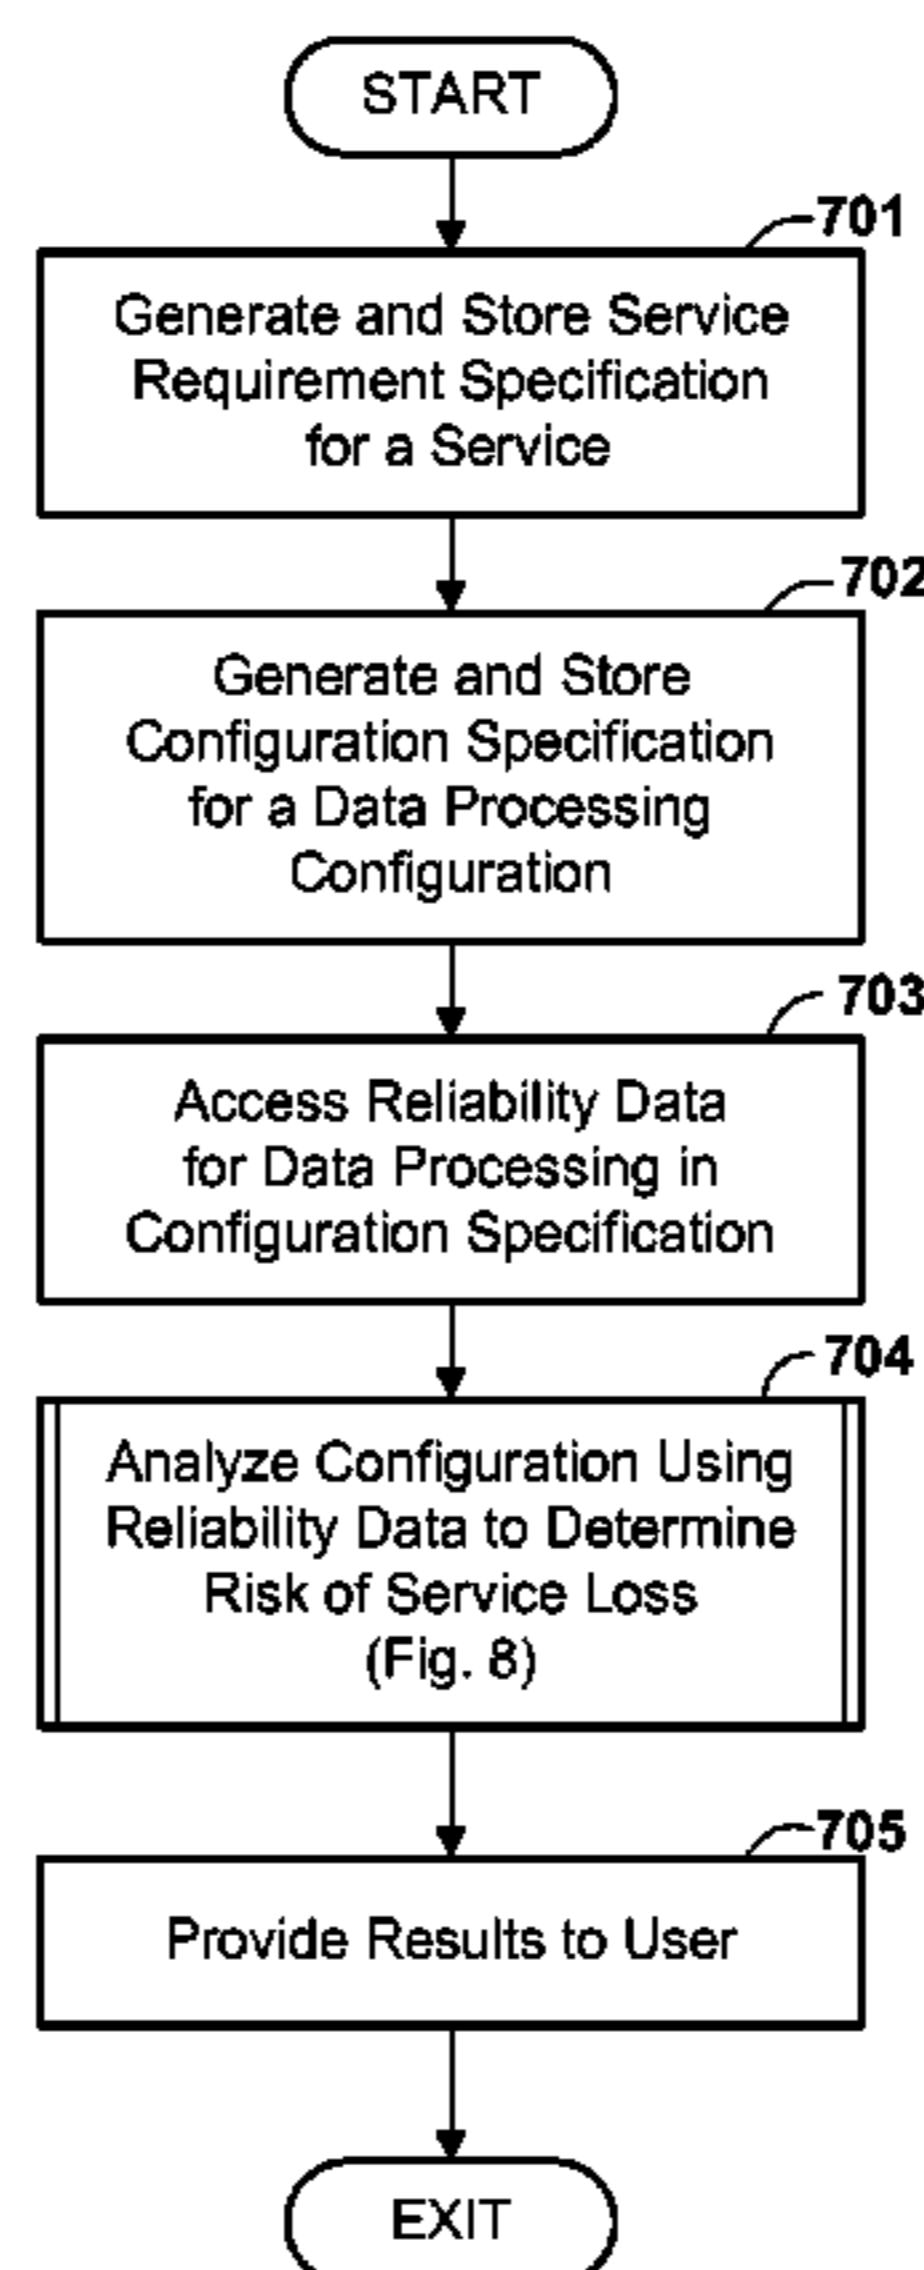 START
701
Generate and Store Service
Requirement Specification
for a Service
702
Generate and Store
Configuration Specification
for a Data Processing
Configuration
703
Access Reliability Data
for Data Processing in
Configuration Specification
704
Analyze Configuration Using
Reliability Data to Determine
Risk of Service Loss
(Fig. 8)
705
Provide Results to User
EXIT